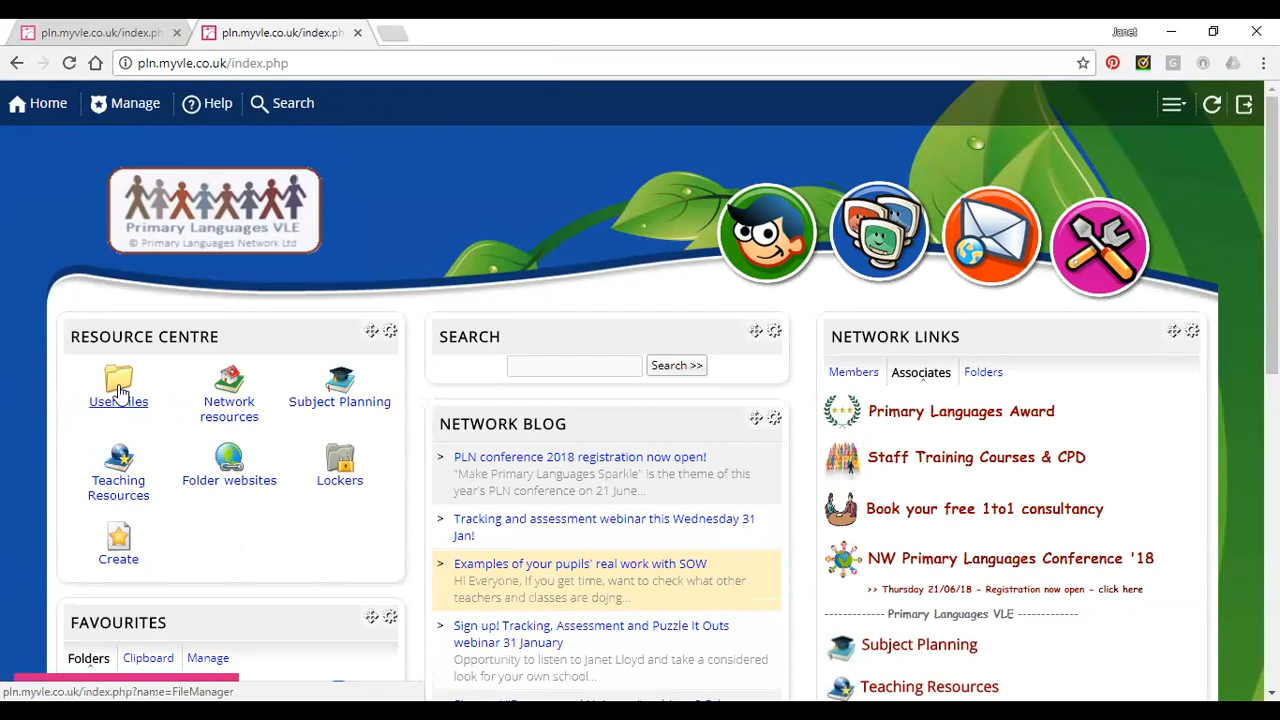 pln.myvle.co.uk/index.ph
pln.myvle.co.uk/index.ph
Janet
pln.myvle.co.uk/index.php
Home
Manage
Help
Search
Primary Languages VLE
© Primary Languages Network Ltd
RESOURCE CENTRE
User files
Network
resources
Subject Planning
Teaching
Resources
Folder websites
Lockers
Create
FAVOURITES
Folders
Clipboard
Manage
SEARCH
Search >>
NETWORK BLOG
> PLN conference 2018 registration now open!
"Make Primary Languages Sparkle" is the theme of this
year's PLN conference on 21 June...
> Tracking and assessment webinar this Wednesday 31
Jan!
> Examples of your pupils' real work with SOW
Hi Everyone, If you get time, want to check what other
teachers and classes are dojng...
> Sign up! Tracking, Assessment and Puzzle It Outs
webinar 31 January
Opportunity to listen to Janet Lloyd and take a considered
look for your own school...
NETWORK LINKS
Members
Associates
Folders
Primary Languages Award
Staff Training Courses & CPD
Book your free 1to1 consultancy
NW Primary Languages Conference '18
>> Thursday 21/06/18 - Registration now open - click here
------------ Primary Languages VLE ------------
Subject Planning
Teaching Resources
pln.myvle.co.uk/index.php?name=FileManager